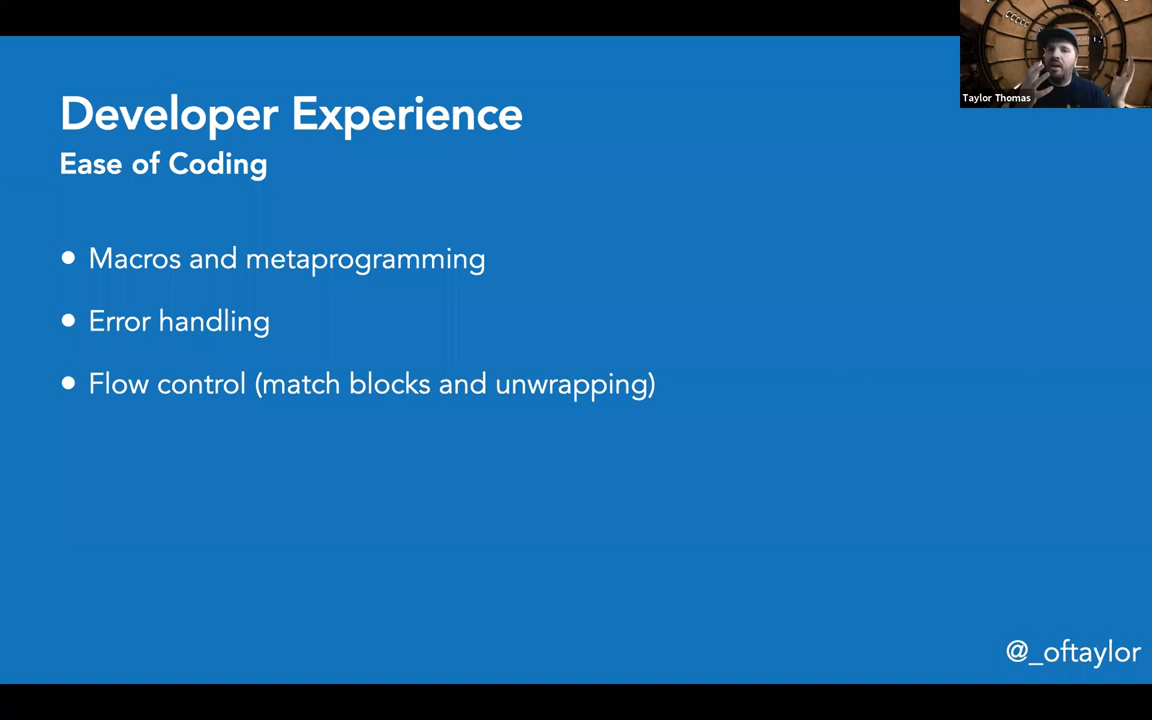 Taylor Thomas
Developer Experience
Ease of Coding
• Macros and metaprogramming
• Error handling
• Flow control (match blocks and unwrapping)
@_oftaylor